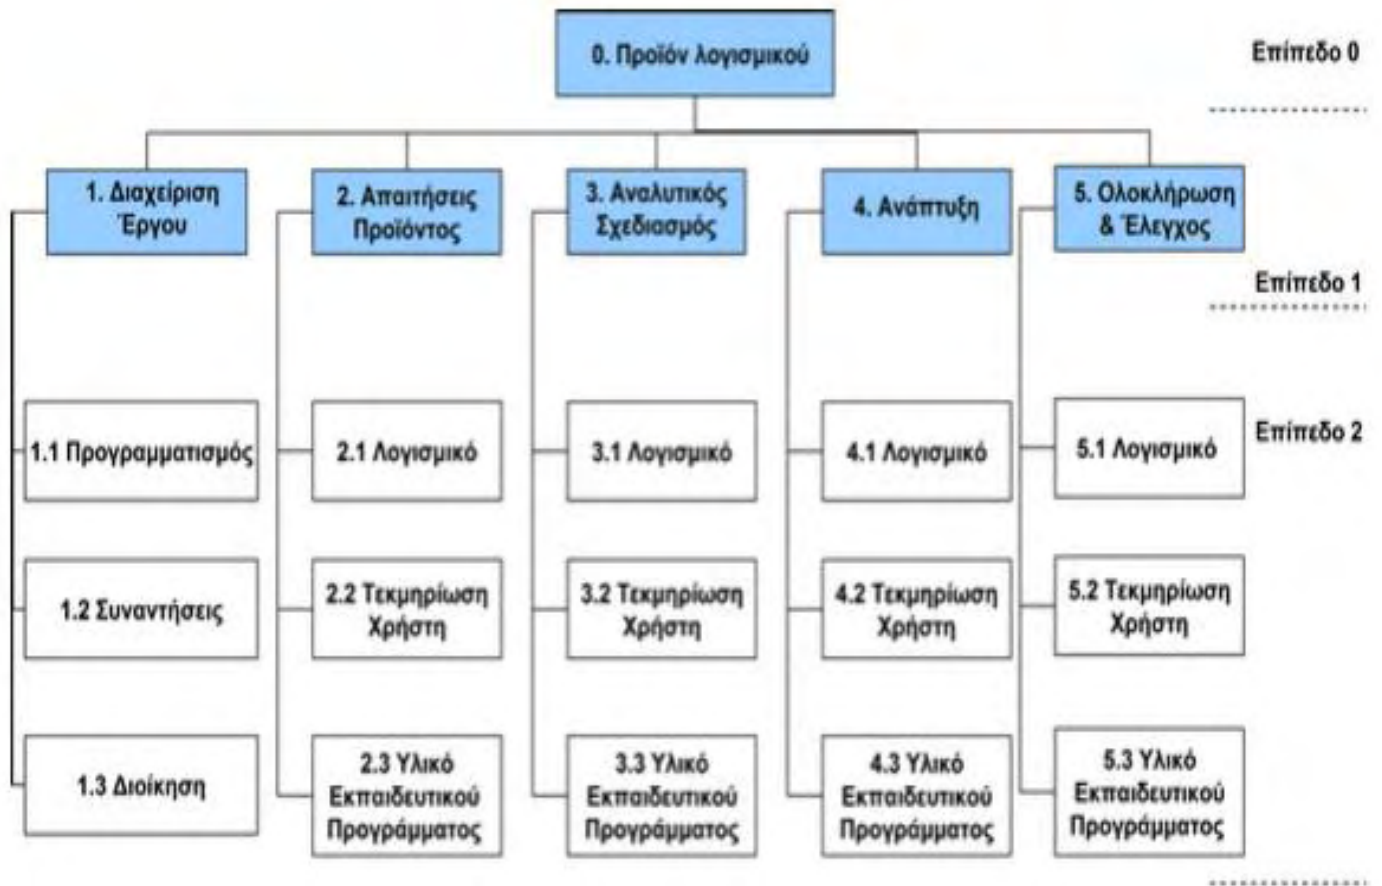 0. Προϊόν λογισμικού
Επίπεδο 0
1. Διαχείριση
Έργου
2. Απαιτήσεις
Προϊόντος
3. Αναλυτικός
Σχεδιασμός
4. Ανάπτυξη
5. Ολοκλήρωση
& Έλεγχος
Επίπεδο 1
1.1 Προγραμματισμός
2.1 Λογισμικό
3.1 Λογισμικό
4.1 Λογισμικό
5.1 Λογισμικό
Επίπεδο 2
1.2 Συναντήσεις
2.2 Τεκμηρίωση
Χρήστη
3.2 Τεκμηρίωση
Χρήστη
4.2 Τεκμηρίωση
Χρήστη
5.2 Τεκμηρίωση
Χρήστη
1.3 Διοίκηση
2.3 Υλικό
Εκπαιδευτικού
Προγράμματος
3.3 Υλικό
Εκπαιδευτικού
Προγράμματος
4.3 Υλικό
Εκπαιδευτικού
Προγράμματος
5.3 Υλικό
Εκπαιδευτικού
Προγράμματος